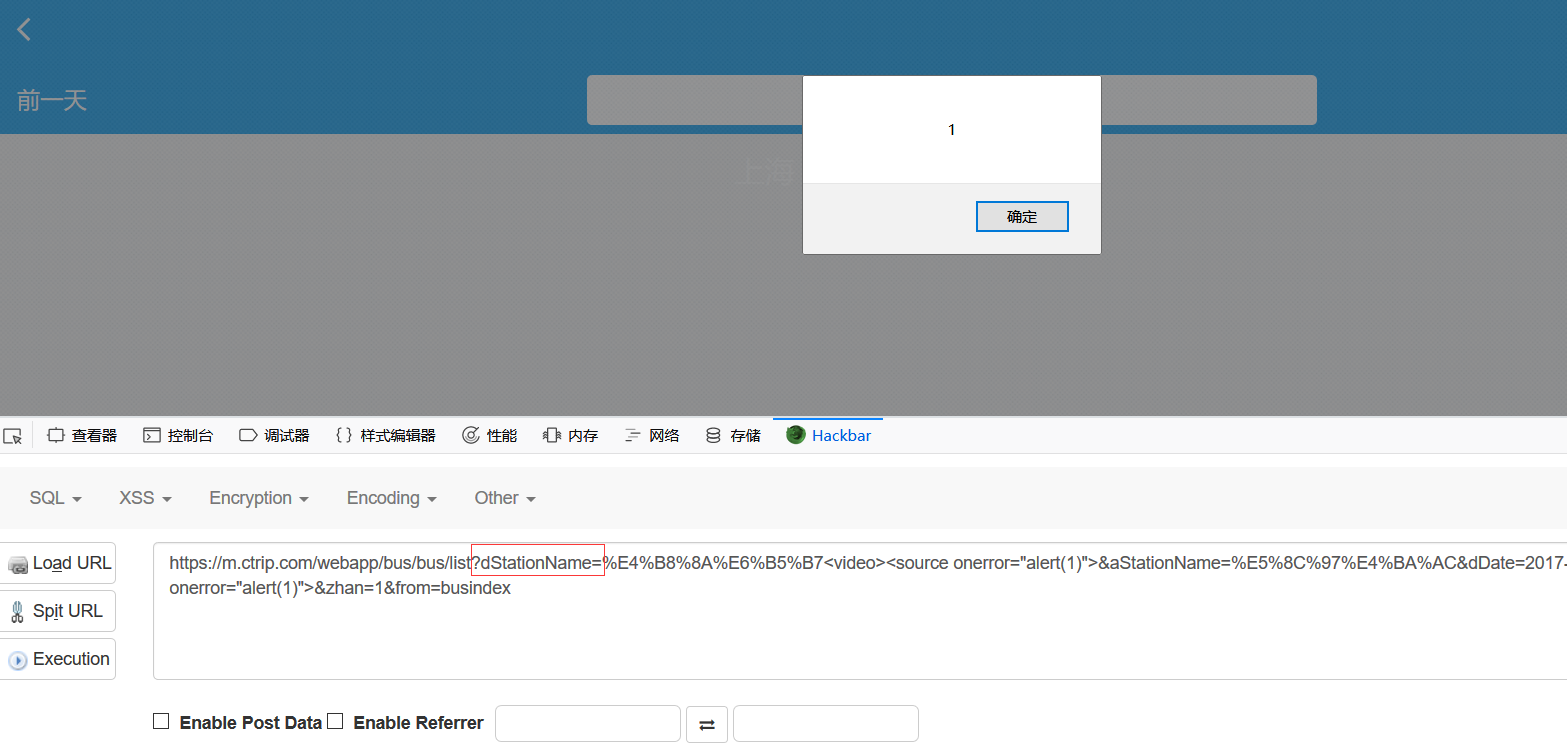 前一天
1
上海
确定
查看器 控制台 调试器 { } 样式编辑器 性能 内存 网络 存储 Hackbar
SQL XSS Encryption Encoding Other
Load URL
Split URL
Execution
https://m.ctrip.com/webapp/bus/bus/list?dStationName=%E4%B8%8A%E6%B5%B7<video><source onerror="alert(1)">&aStationName=%E5%8C%97%E4%BA%AC&dDate=2017-
onerror="alert(1)">&zhan=1&from=busindex
Enable Post Data Enable Referrer